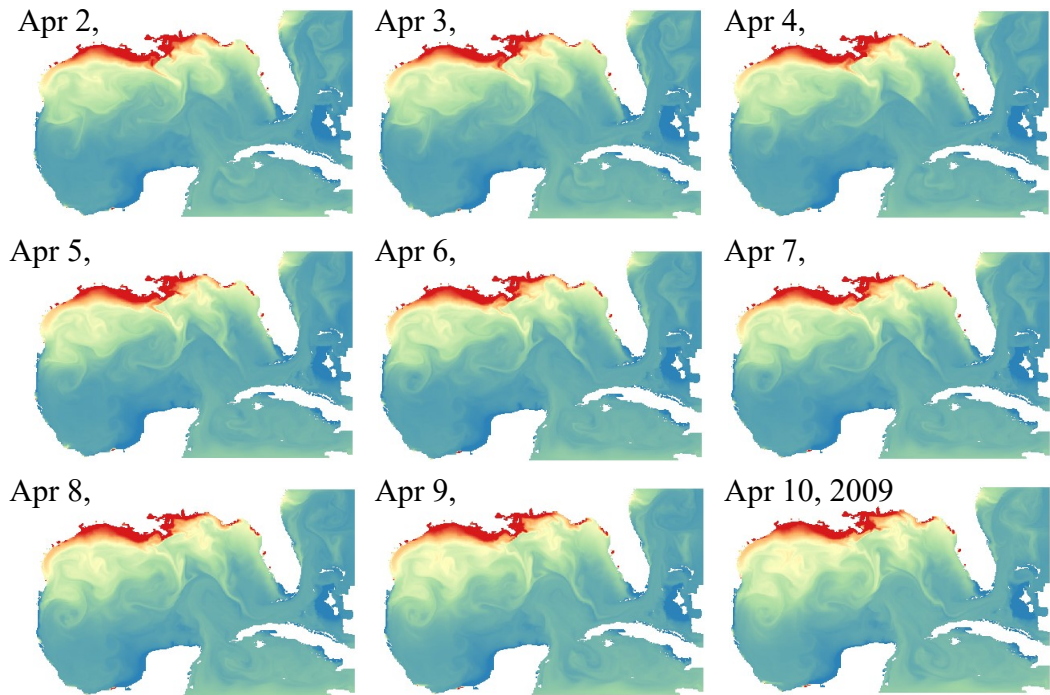 Apr 2,
Apr 3,
Apr 4,
Apr 5,
Apr 6,
Apr 7,
Apr 8,
Apr 9,
Apr 10, 2009